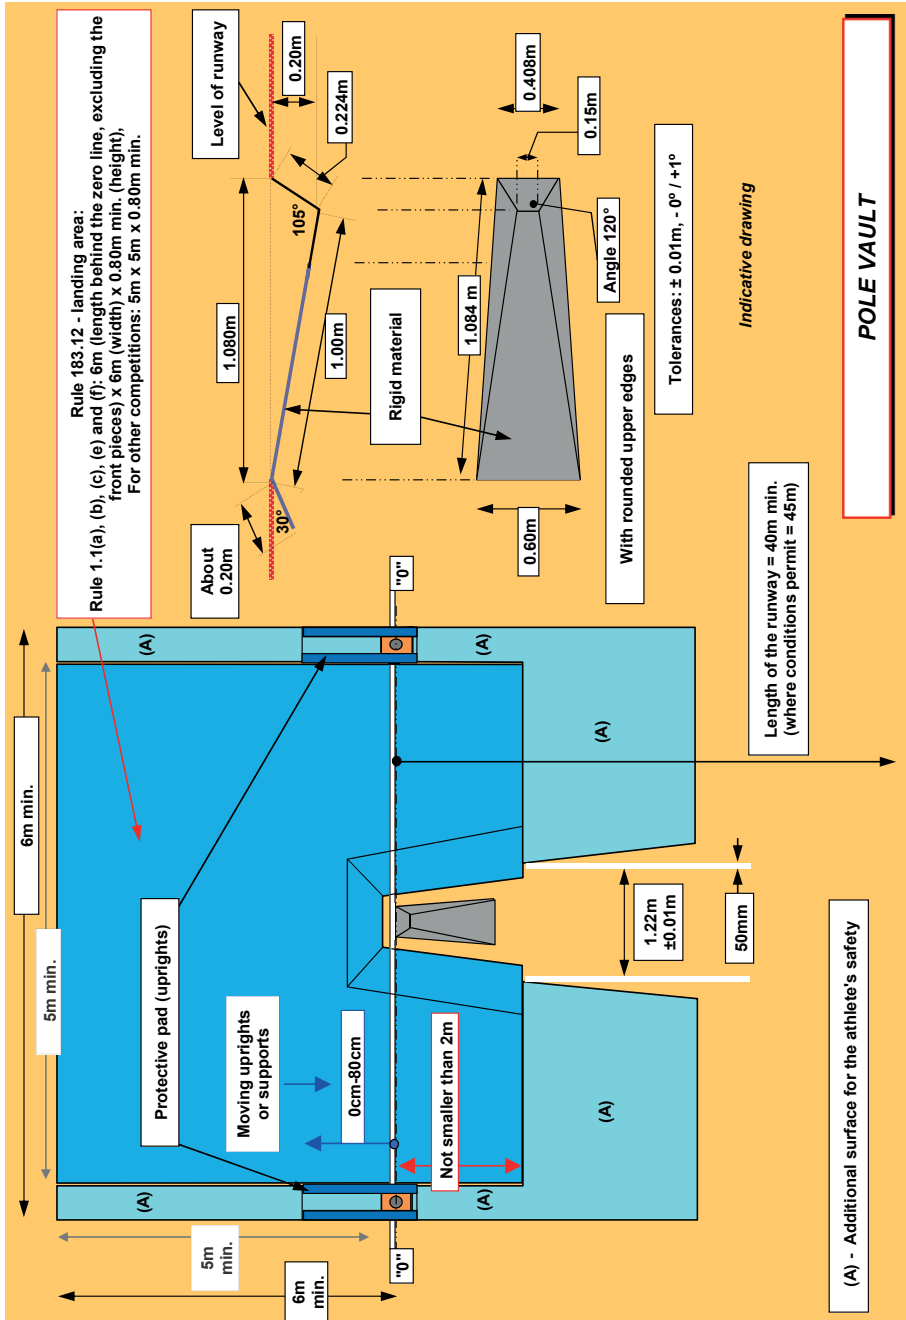 6m min.
5m min.
Rule 183.12 - landing area:
Rule 1.1(a), (b), (c), (e) and (f): 6m (length behind the zero line, excluding the
front pieces) x 6m (width) x 0.80m min. (height),
For other competitions: 5m x 5m x 0.80m min.
Level of runway
0.20m
0.224m
105°
1.080m
1.00m
About
0.20m
30°
Rigid material
0.408m
0.15m
1.084 m
Angle 120°
0.60m
With rounded upper edges
Tolerances: ± 0.01m, - 0° / +1°
Indicative drawing
POLE VAULT
Protective pad (uprights)
Moving uprights
or supports
0cm-80cm
Not smaller than 2m
5m
min.
6m
min.
"0"
"0"
(A)
(A)
(A)
(A)
(A)
(A)
1.22m
±0.01m
50mm
Length of the runway = 40m min.
(where conditions permit = 45m)
(A) - Additional surface for the athlete's safety